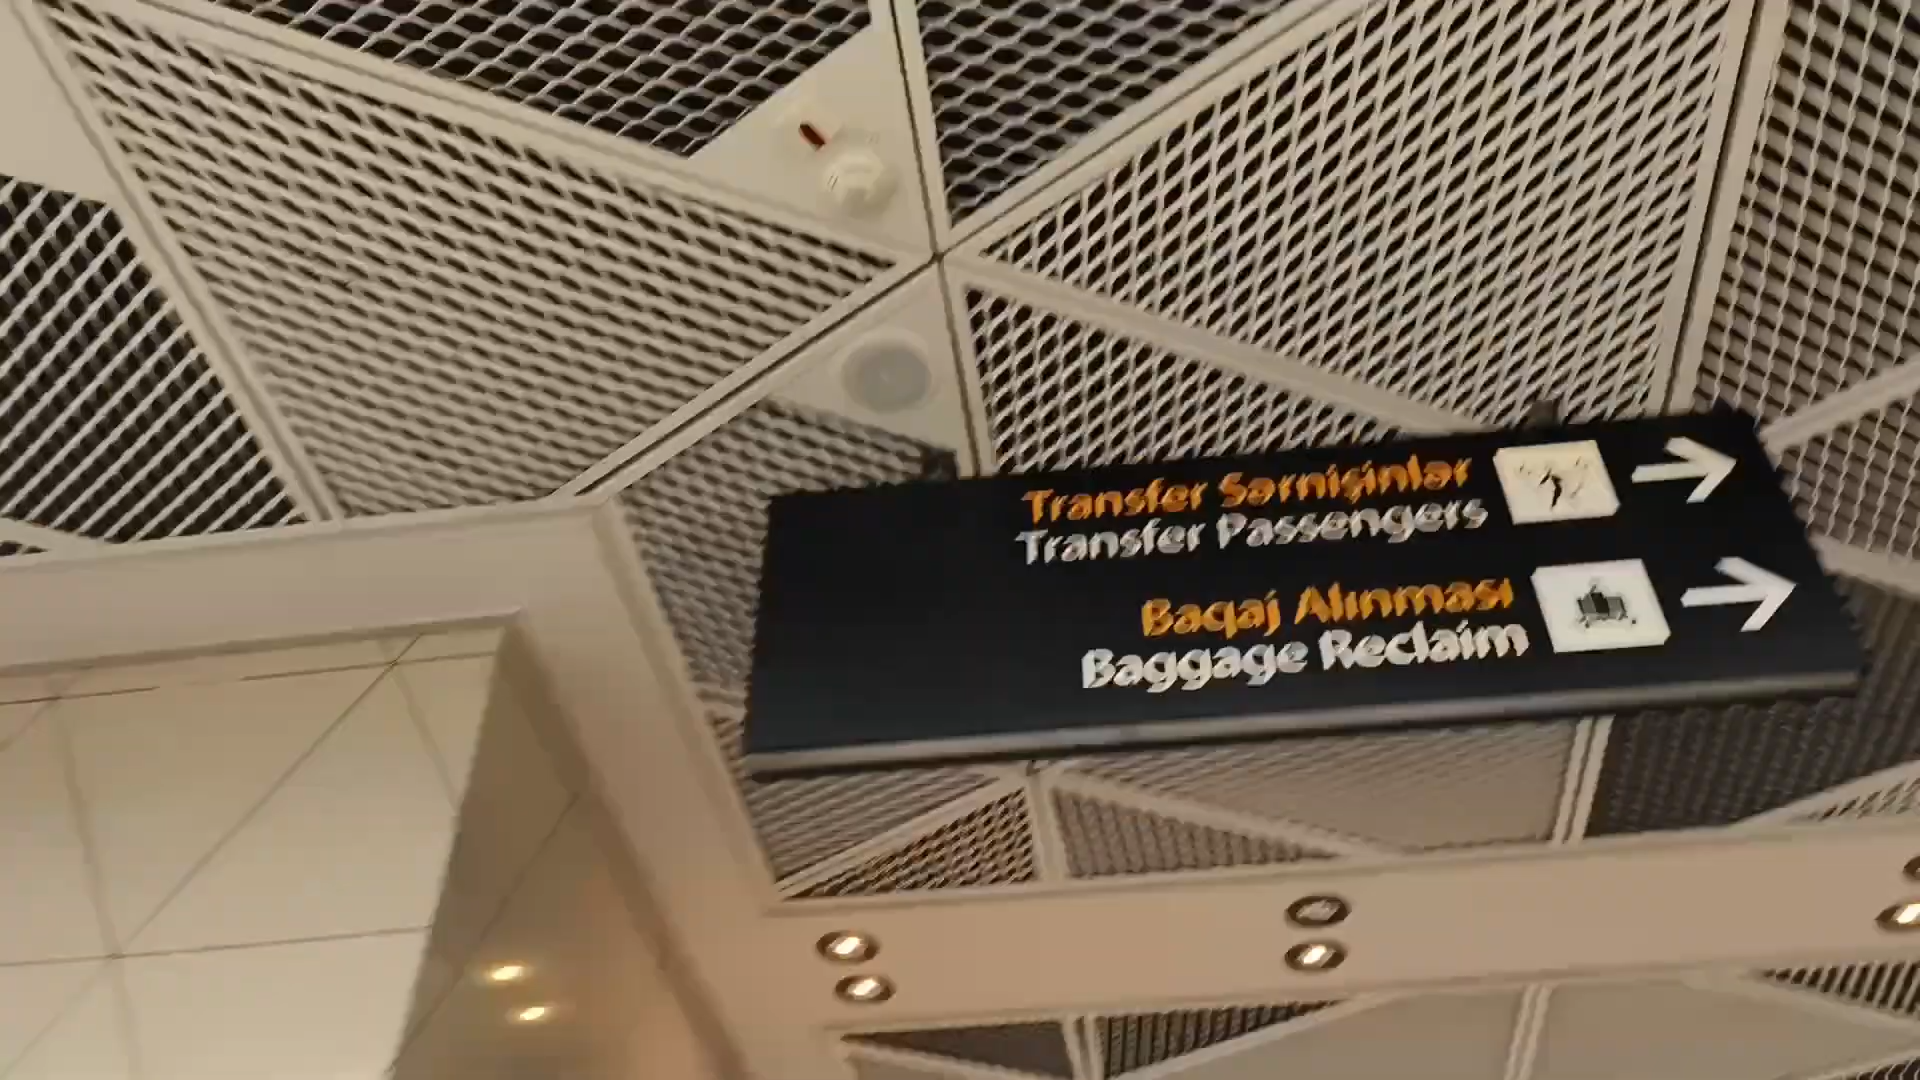 Transfer Sərnişinlər
Transfer Passengers
Baqaj Alınması
Baggage Reclaim